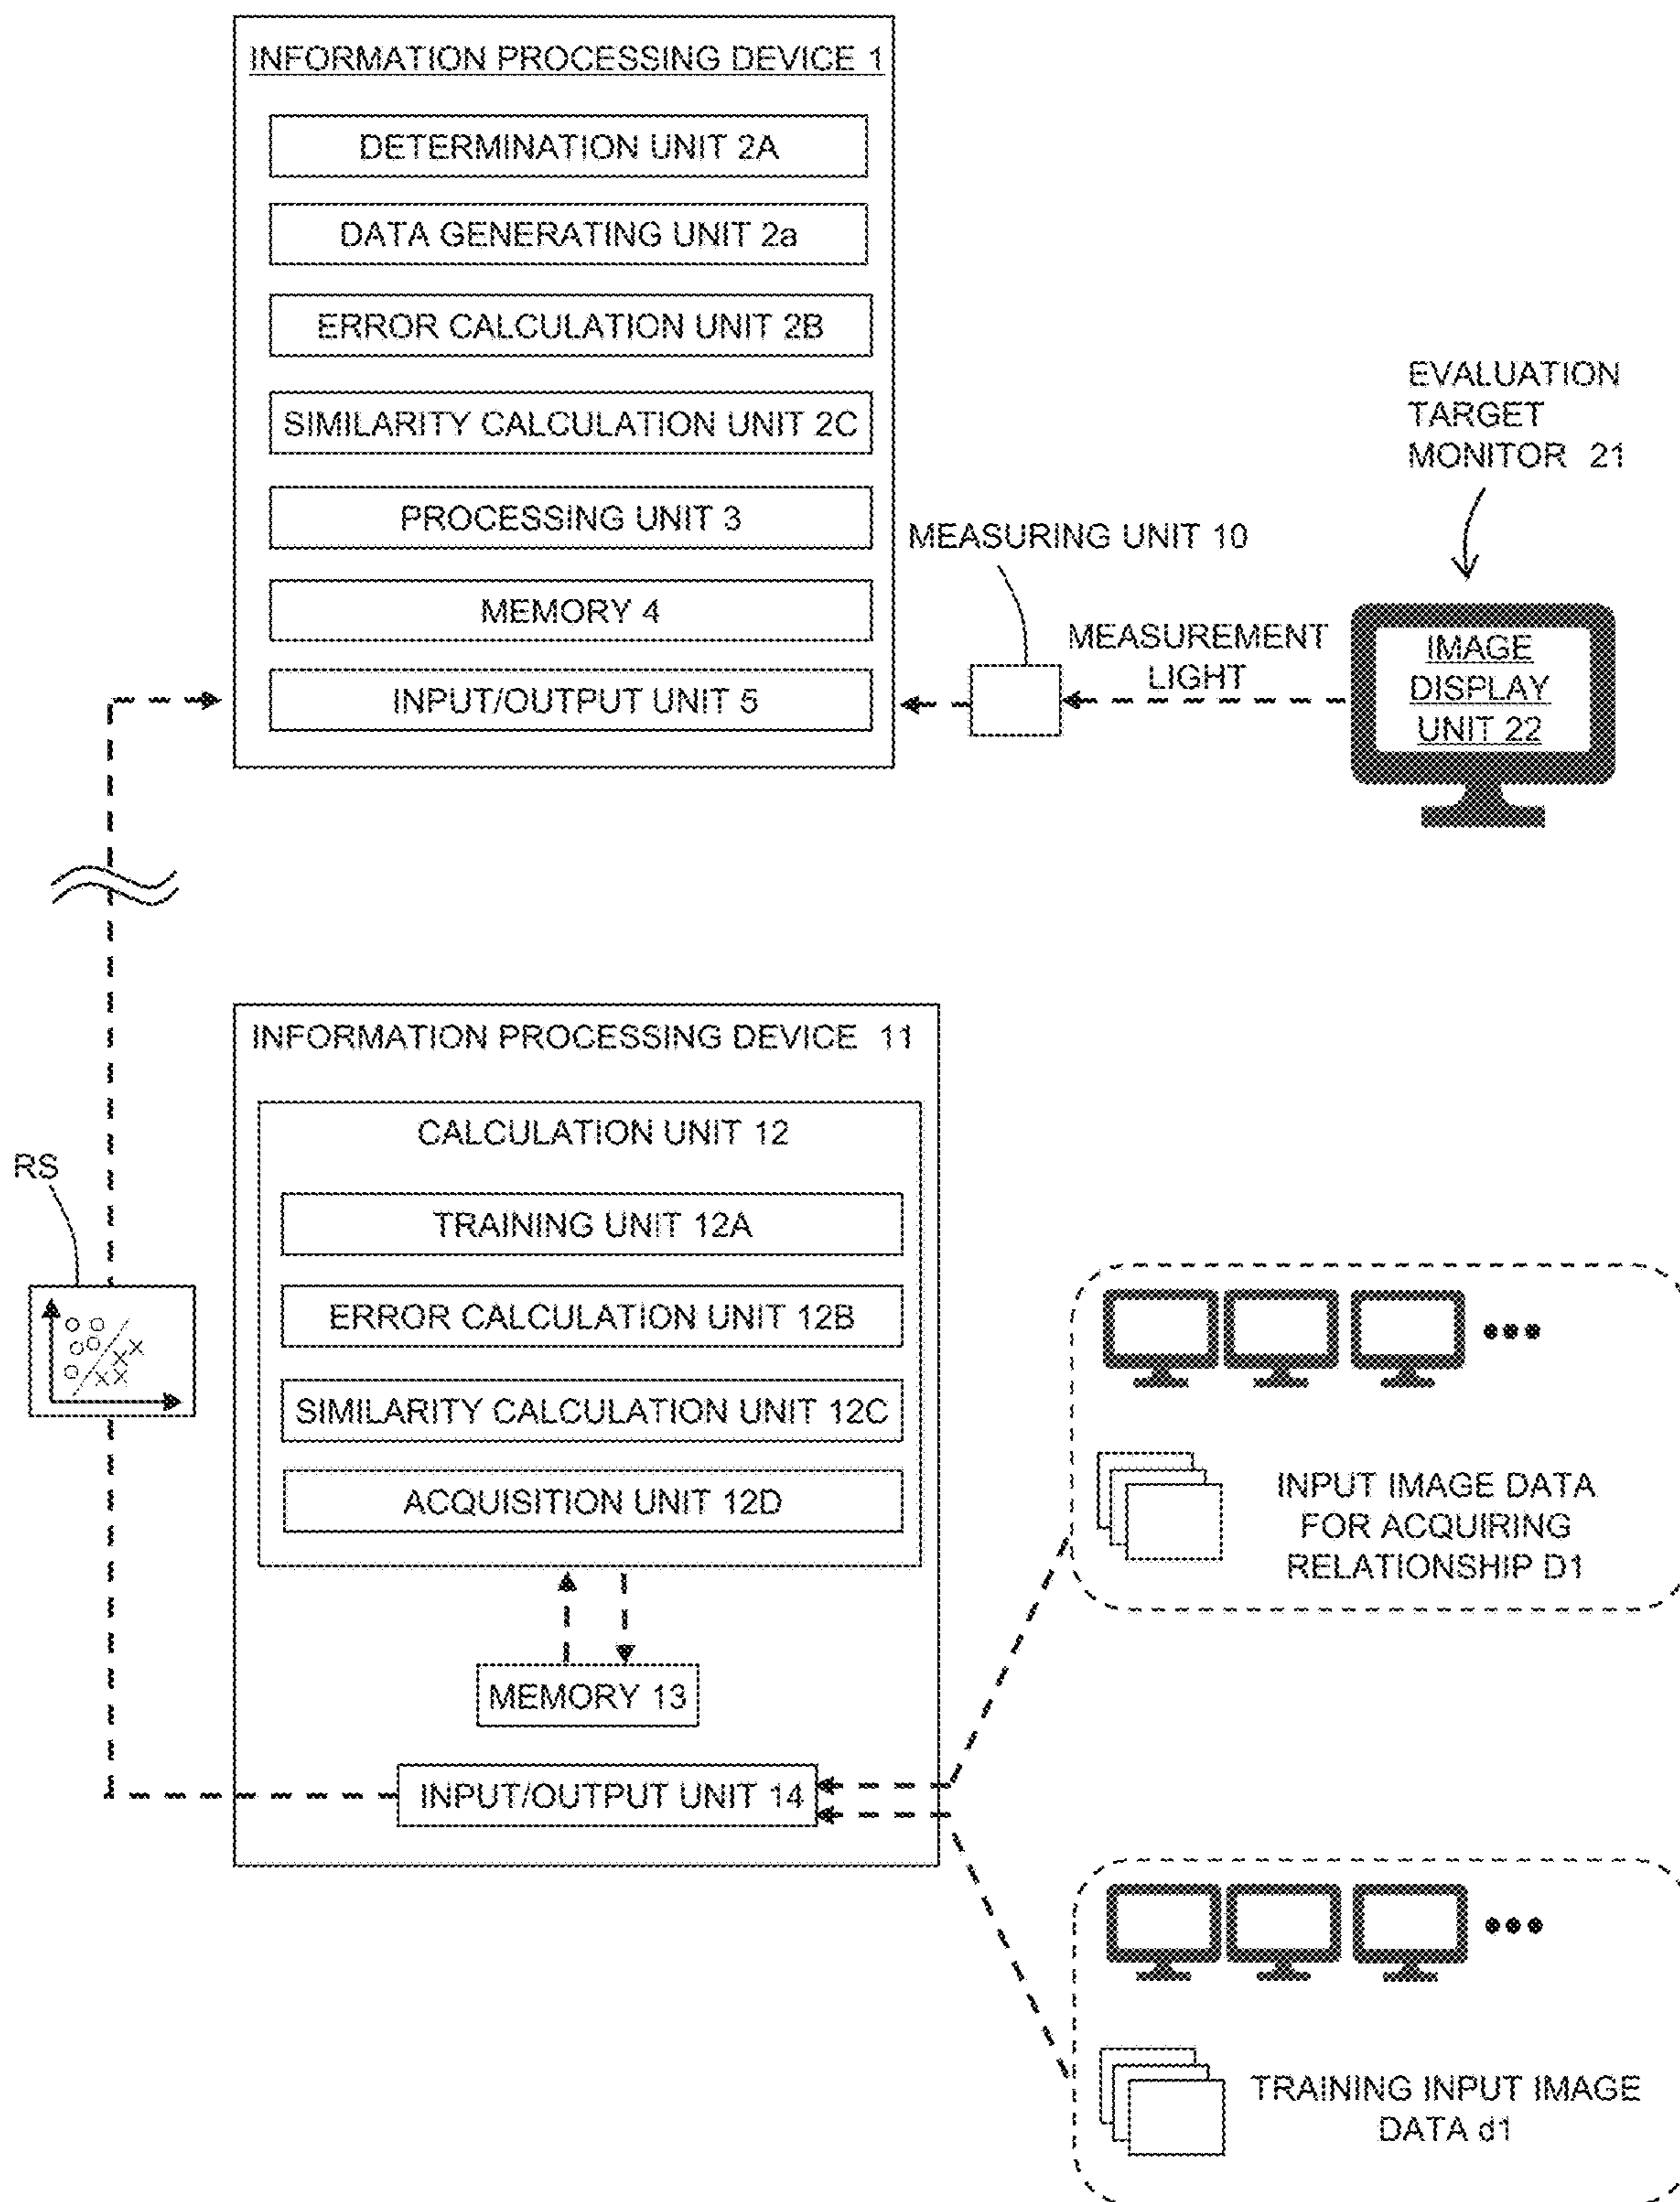 INFORMATION PROCESSING DEVICE 1
DETERMINATION UNIT 2A
DATA GENERATING UNIT 2a
ERROR CALCULATION UNIT 2B
SIMILARITY CALCULATION UNIT 2C
PROCESSING UNIT 3
MEMORY 4
INPUT/OUTPUT UNIT 5
MEASURING UNIT 10
MEASUREMENT
LIGHT
EVALUATION
TARGET
MONITOR 21
IMAGE
DISPLAY
UNIT 22
RS
INFORMATION PROCESSING DEVICE 11
CALCULATION UNIT 12
TRAINING UNIT 12A
ERROR CALCULATION UNIT 12B
SIMILARITY CALCULATION UNIT 12C
ACQUISITION UNIT 12D
MEMORY 13
INPUT/OUTPUT UNIT 14
INPUT IMAGE DATA
FOR ACQUIRING
RELATIONSHIP D1
TRAINING INPUT IMAGE
DATA d1